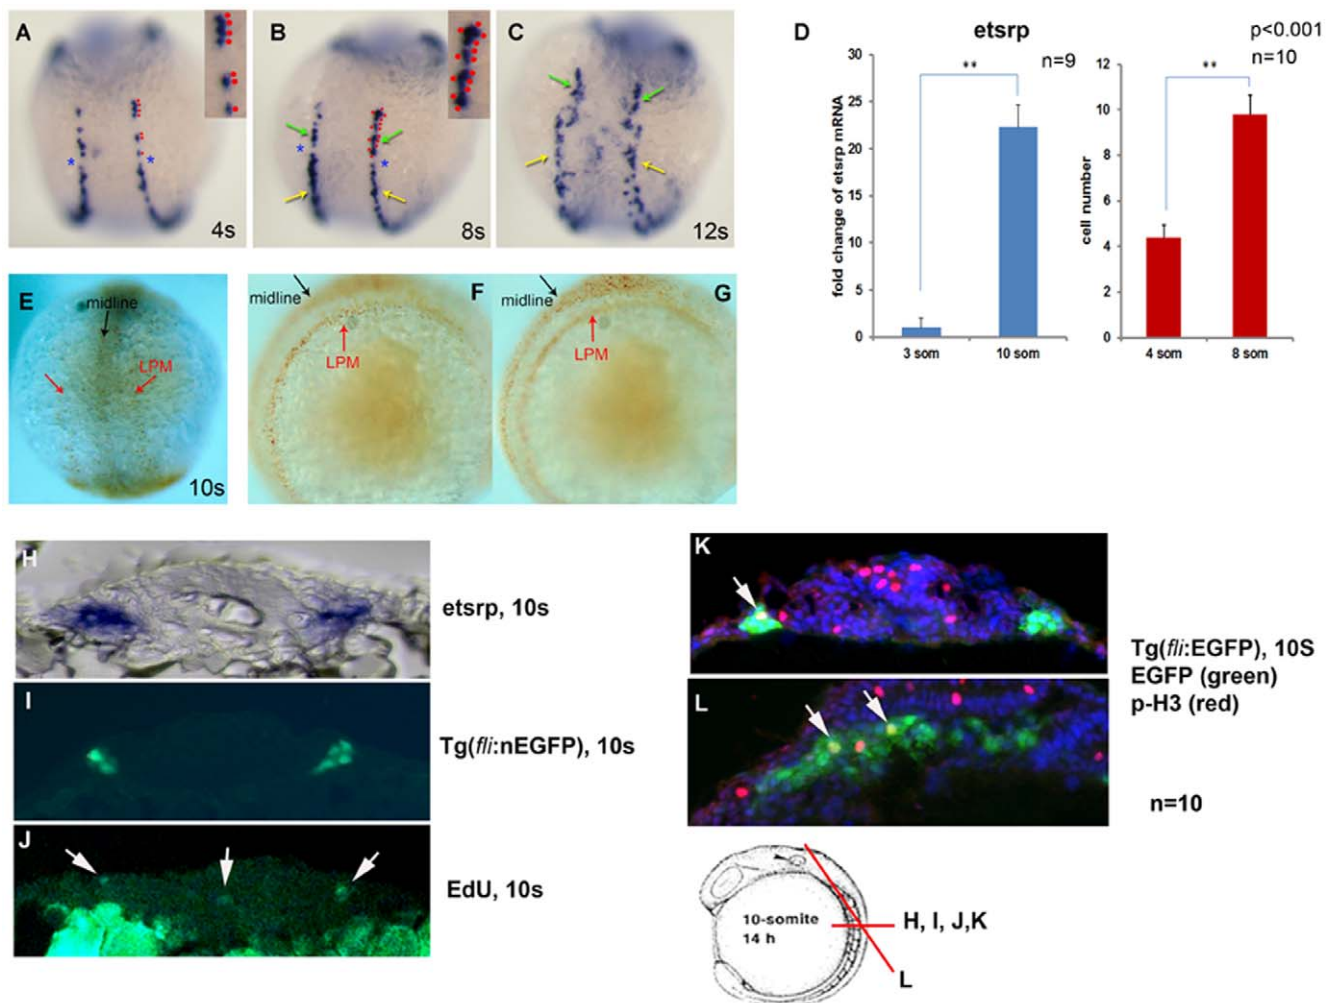 A
4s
B
*
*
8s
C
12s
*
*
D
etsrp
p<0.001
n=9
n=10
**
**
fold change of etsrp mRNA
30
25
20
15
10
5
0
3 som
10 som
cell number
12
10
8
6
4
2
0
4 som
8 som
E
midline
LPM
10s
F
midline
LPM
G
midline
LPM
H
etsrp, 10s
I
Tg(fli:nEGFP), 10s
J
EdU, 10s
K
L
Tg(fli:EGFP), 10S
EGFP (green)
p-H3 (red)
n=10
10-somite
14 h
H, I, J,K
L